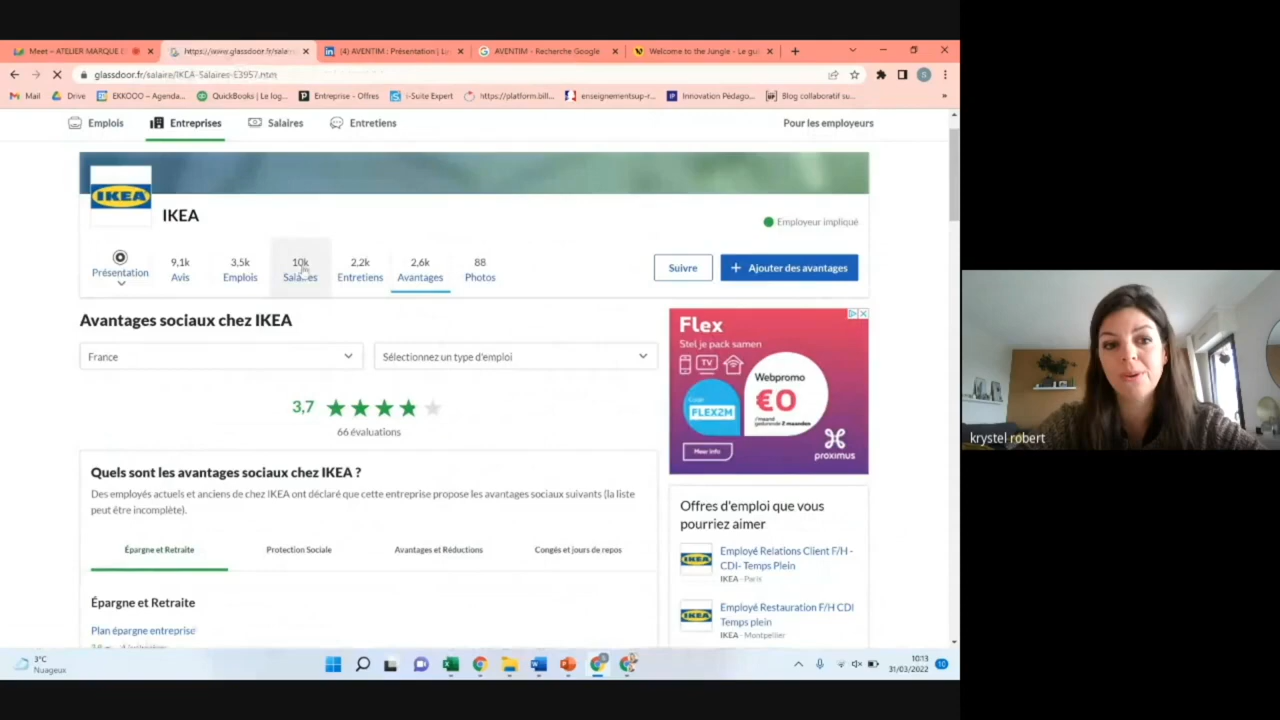 Meet – ATELIER MARQUE E
https://www.glassdoor.fr/salai
(4) AVENTIM : Présentation | Li
AVENTIM - Recherche Google
Welcome to the Jungle - Le gui
glassdoor.fr/salaire/IKEA-Salaires-E3957.htm
S
Mail
Drive
EKKOOO – Agenda...
QuickBooks | Le log...
Entreprise - Offres
i-Suite Expert
https://platform.bill...
enseignementsup-r...
Innovation Pédago...
Blog collaboratif su...
»
Emplois
Entreprises
Salaires
Entretiens
Pour les employeurs
IKEA
IKEA
Employeur impliqué
Présentation
9,1k
Avis
3,5k
Emplois
10k
Salaires
2,2k
Entretiens
2,6k
Avantages
88
Photos
Suivre
+ Ajouter des avantages
Avantages sociaux chez IKEA
France
Sélectionnez un type d'emploi
3,7
66 évaluations
Quels sont les avantages sociaux chez IKEA ?
Des employés actuels et anciens de chez IKEA ont déclaré que cette entreprise propose les avantages sociaux suivants (la liste
peut être incomplète).
Épargne et Retraite
Protection Sociale
Avantages et Réductions
Congés et jours de repos
Épargne et Retraite
Plan épargne entreprise
Flex
Stel je pack samen
TV
Webpromo
€0
gedurende 2 maanden
Code
FLEX2M
Meer info
proximus
Offres d'emploi que vous
pourriez aimer
IKEA
Employé Relations Client F/H -
CDI- Temps Plein
IKEA - Paris
IKEA
Employé Restauration F/H CDI
Temps plein
IKEA - Montpellier
3°C
Nuageux
10:13
31/03/2022
10
krystel robert